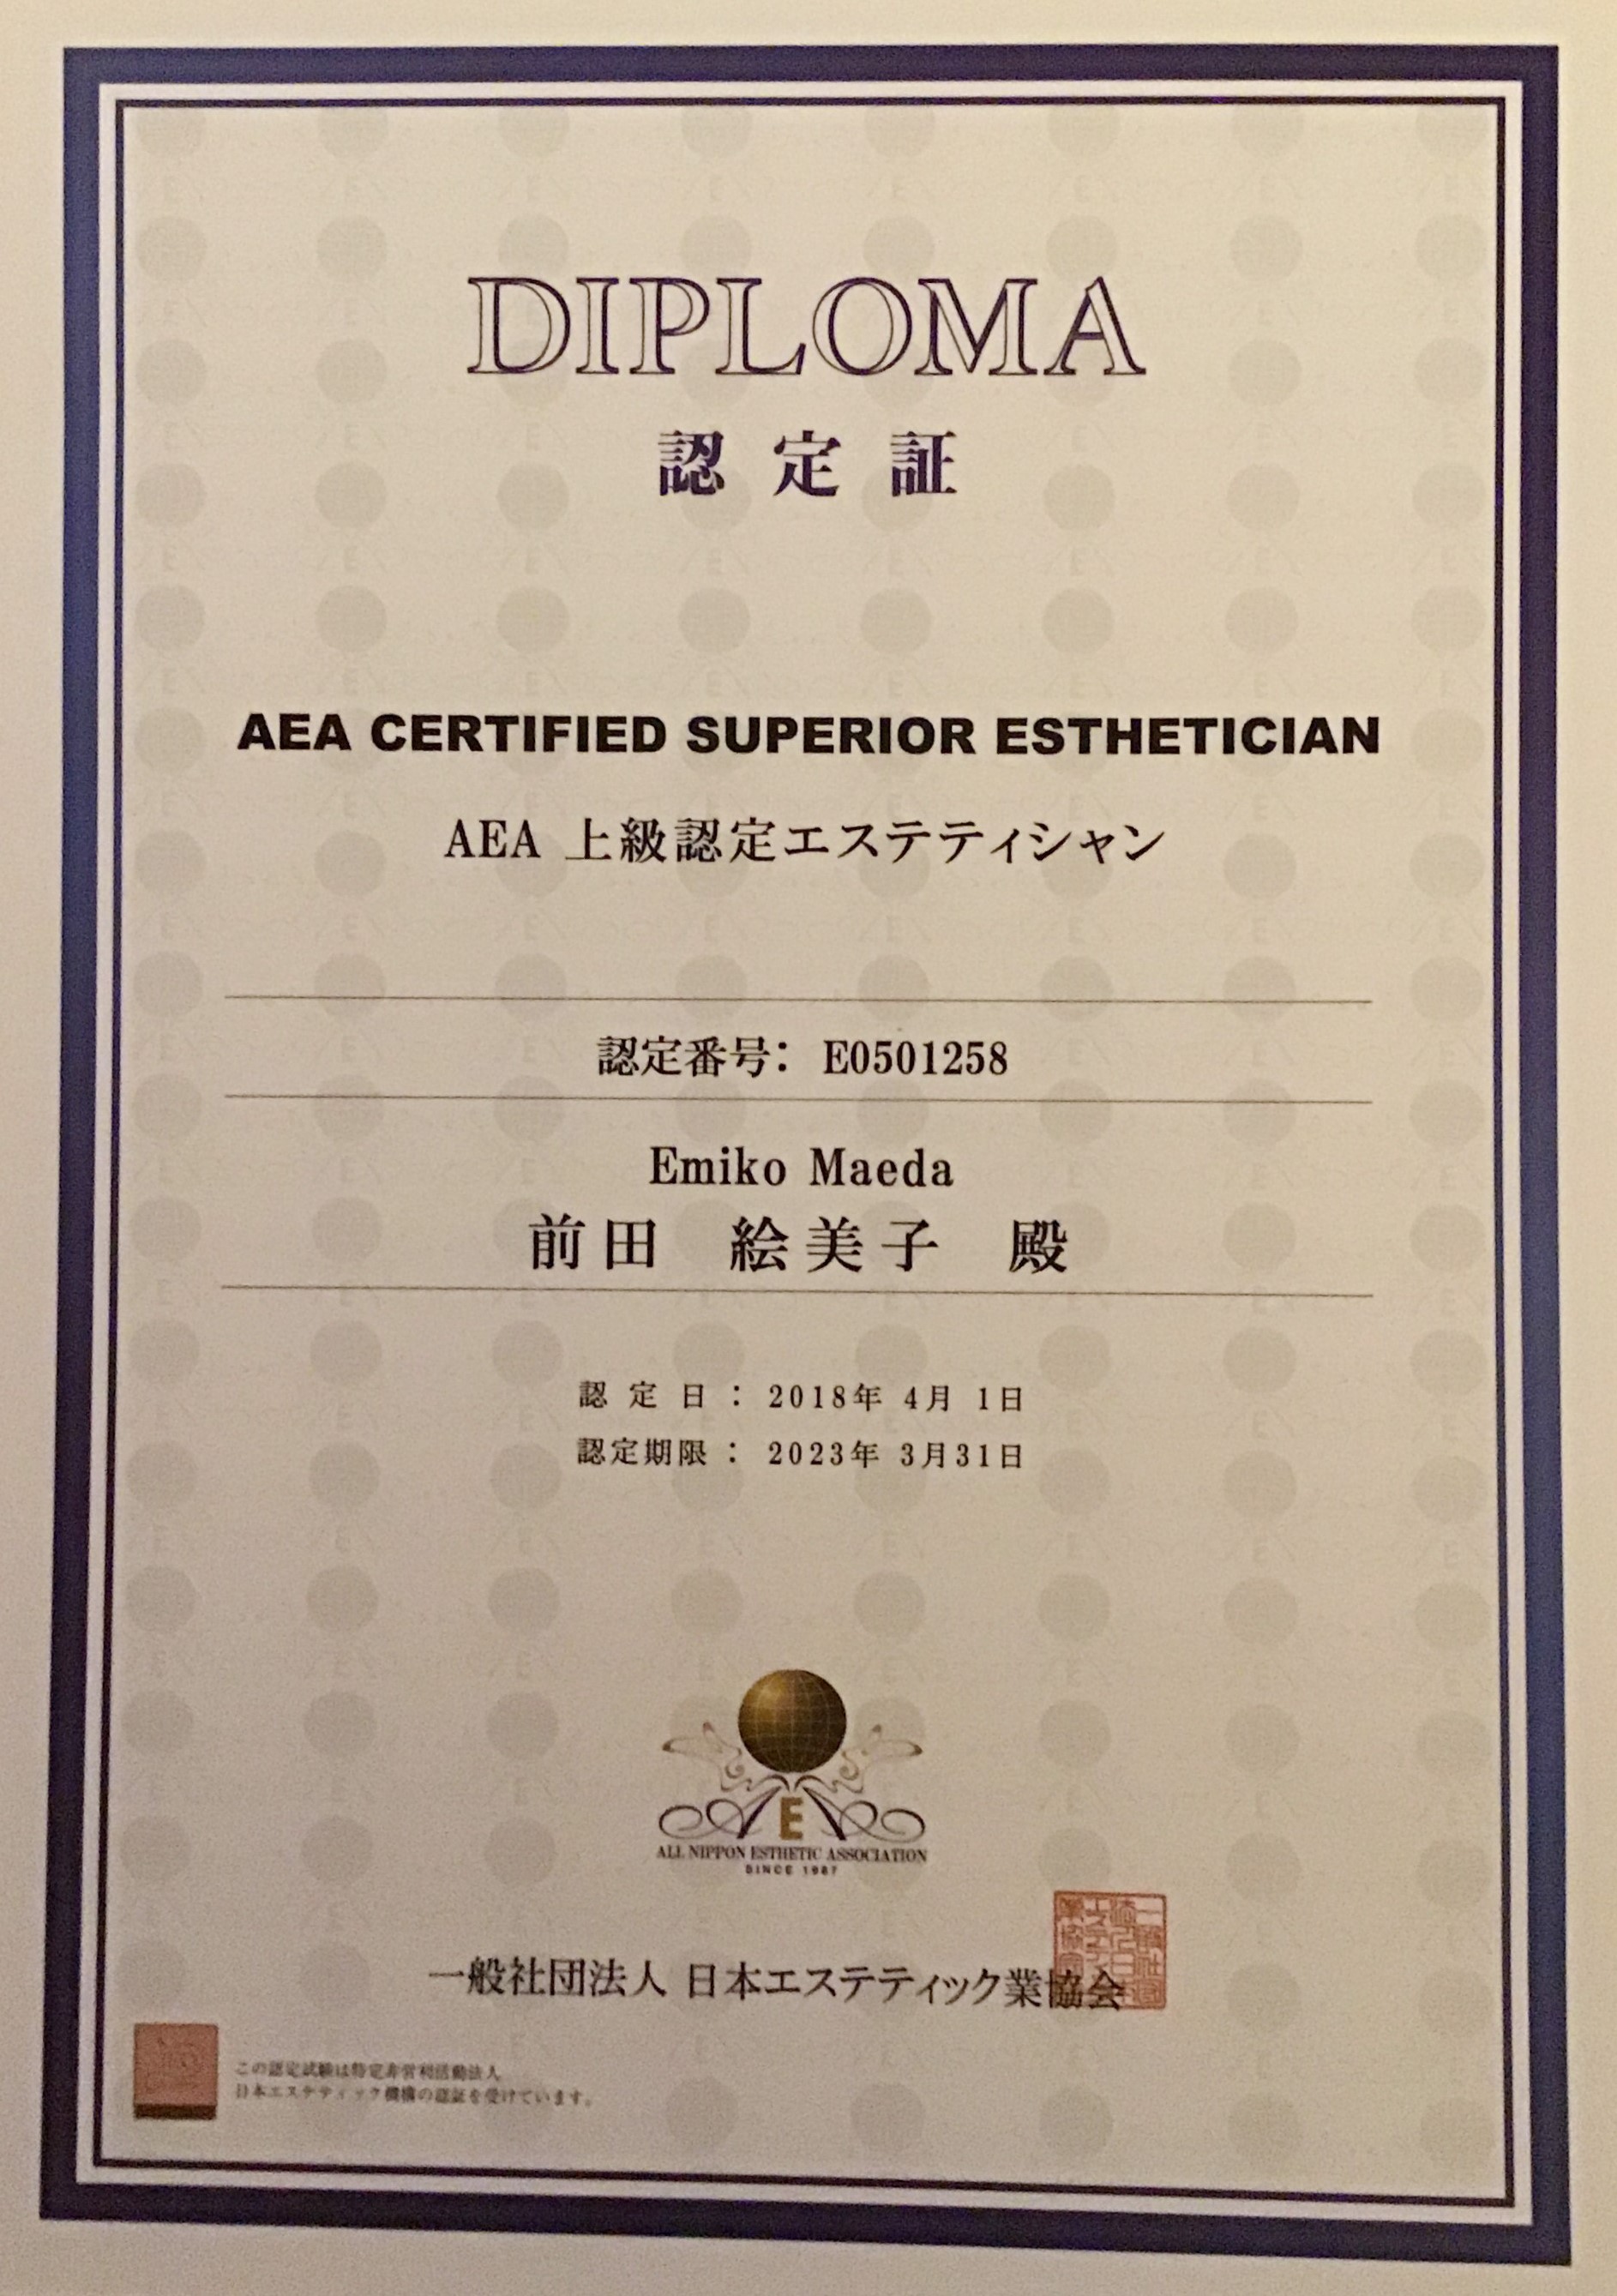 DIPLOMA
認定証
AEA CERTIFIED SUPERIOR ESTHETICIAN
AEA 上級認定エステティシャン
認定番号： E0501258
Emiko Maeda
前田　絵美子　殿
認定日： 2018年 4月 1日
認定期限： 2023年 3月31日
AEA
ALL NIPPON ESTHETIC ASSOCIATION
SINCE 1987
一般社団法人 日本エステティック業協会
この認定試験は特定非営利活動法人
日本エステティック機構の認証を受けています。